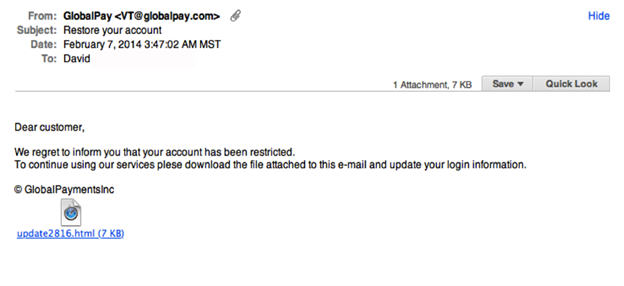 From: GlobalPay <VT@globalpay.com>
Hide
Subject: Restore your account
Date: February 7, 2014 3:47:02 AM MST
To: David
1 Attachment, 7 KB Save ▼ Quick Look
Dear customer,
We regret to inform you that your account has been restricted.
To continue using our services plese download the file attached to this e-mail and update your login information.
© GlobalPaymentsInc
update2816.html (7 KB)